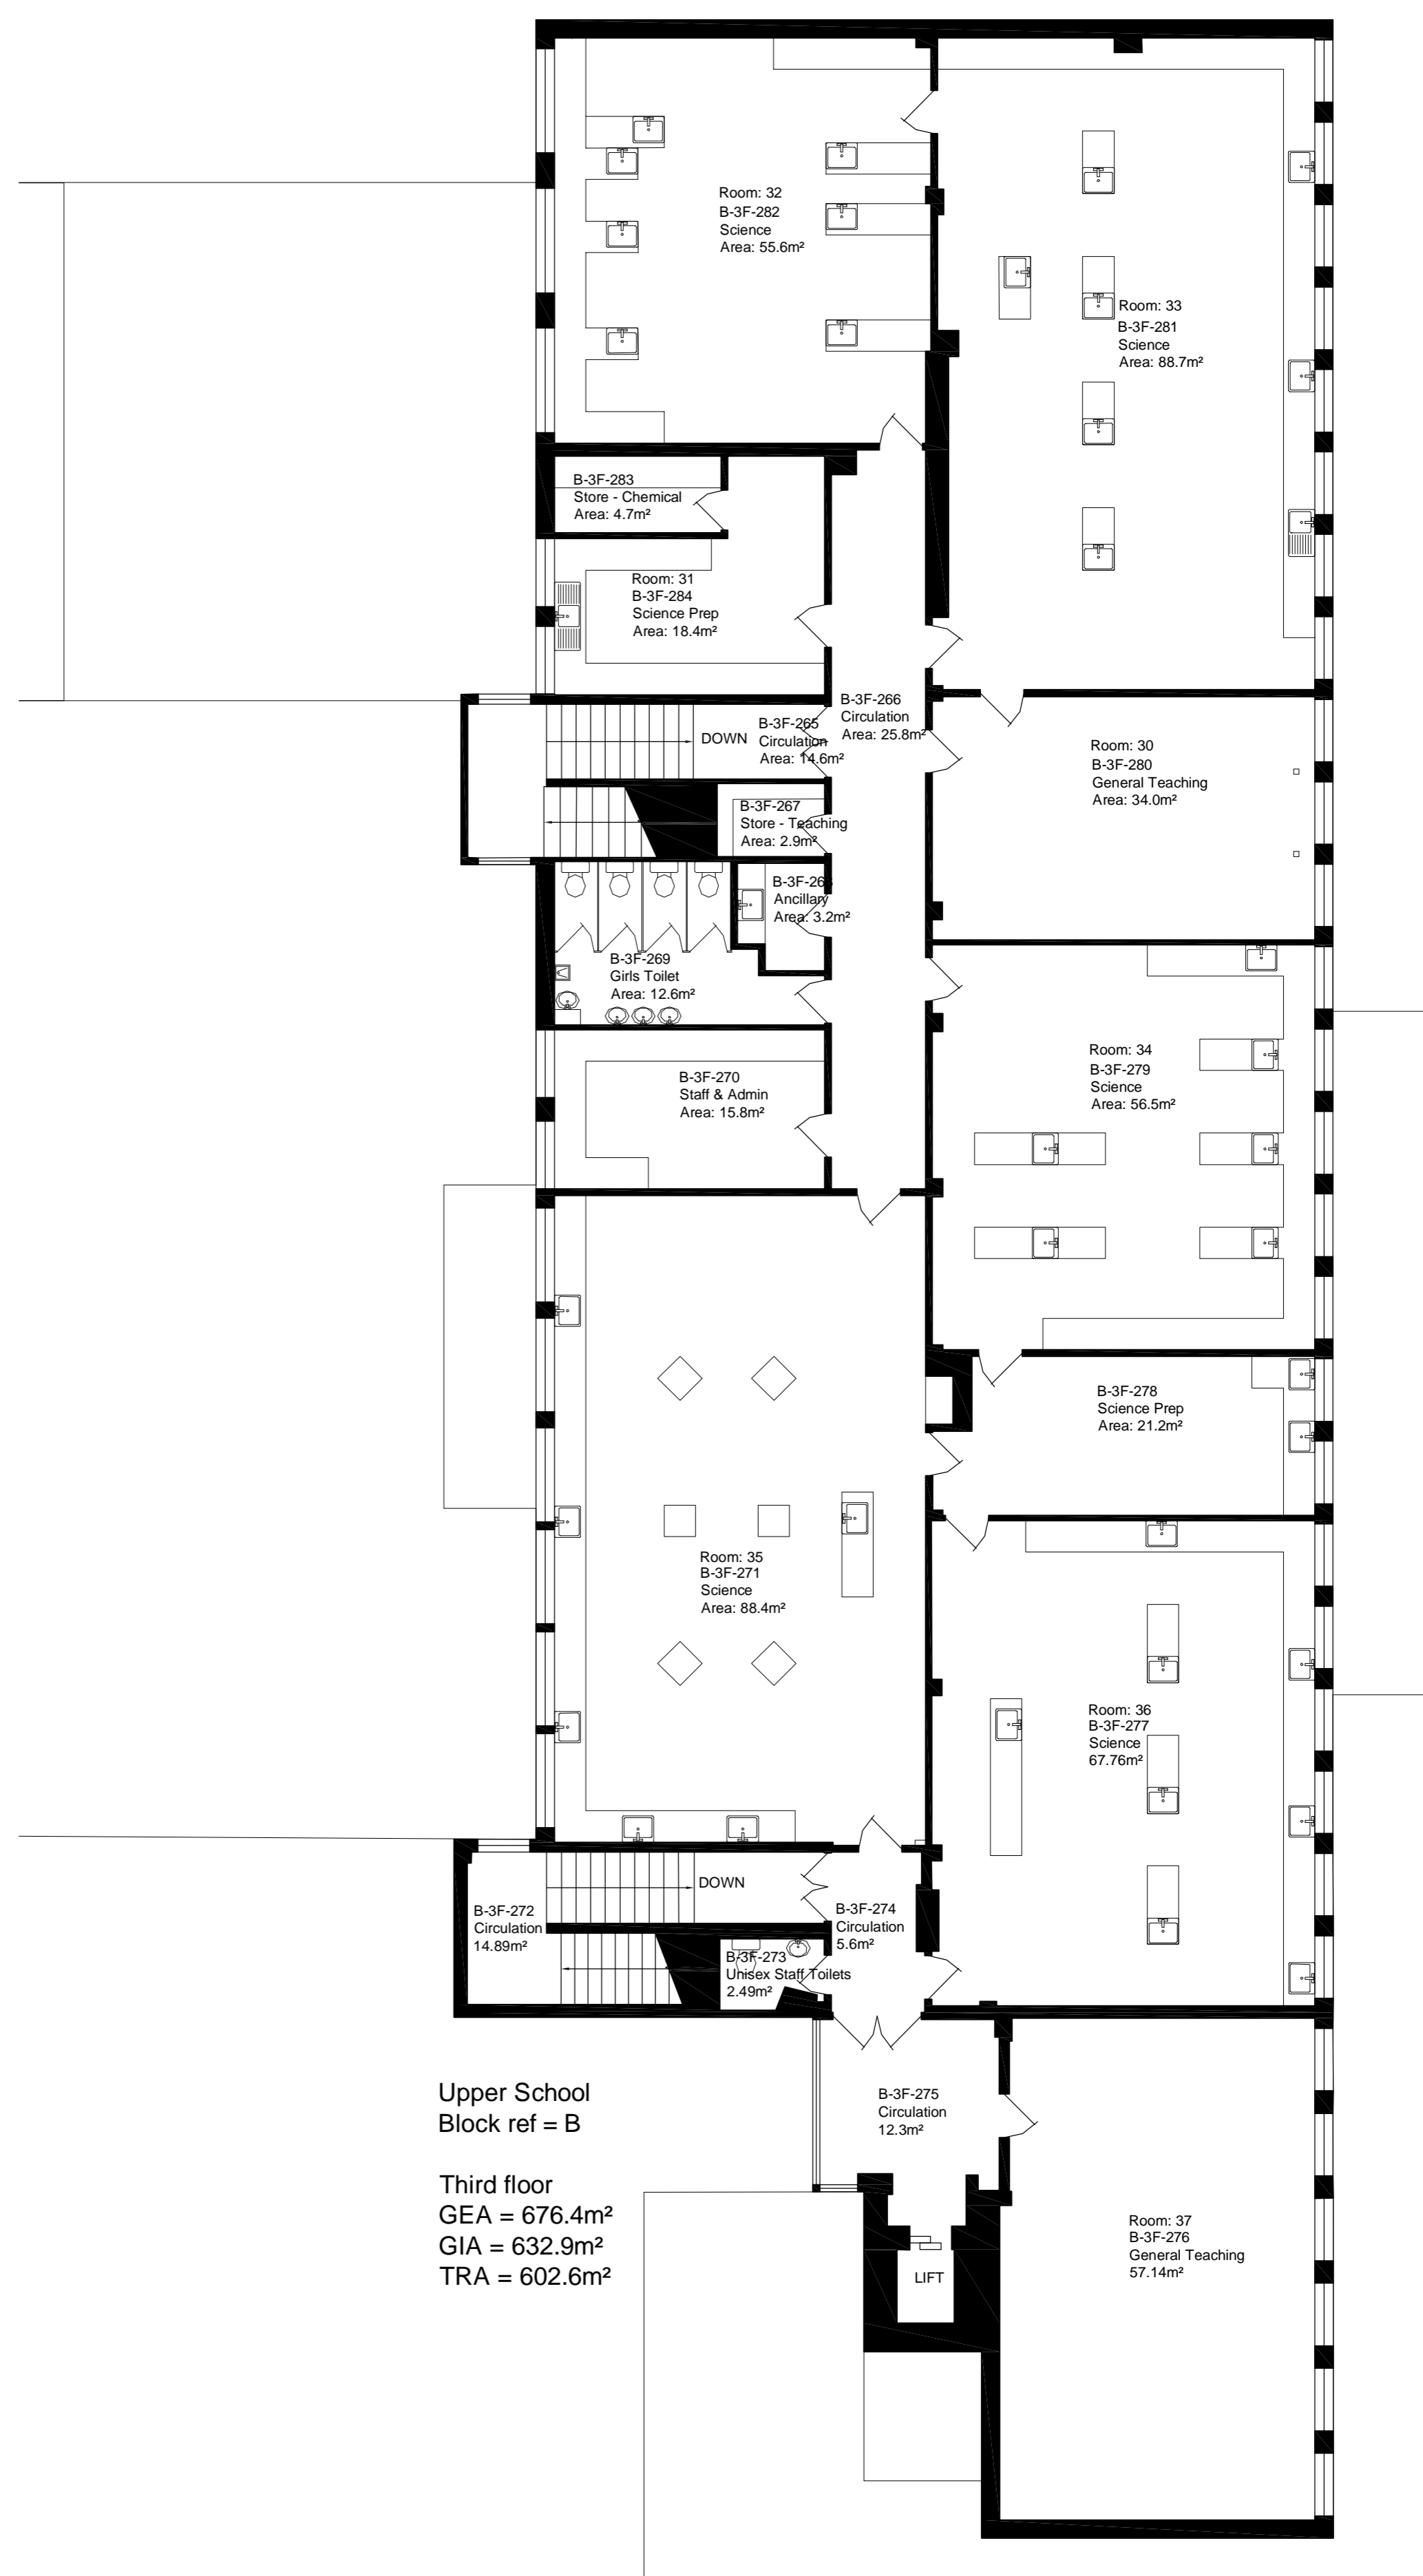 Room: 32
B-3F-282
Science
Area: 55.6m²
Room: 33
B-3F-281
Science
Area: 88.7m²
B-3F-283
Store - Chemical
Area: 4.7m²
Room: 31
B-3F-284
Science Prep
Area: 18.4m²
B-3F-266
Circulation
Area: 25.8m²
B-3F-265
Circulation
Area: 14.6m²
DOWN
Room: 30
B-3F-280
General Teaching
Area: 34.0m²
B-3F-267
Store - Teaching
Area: 2.9m²
B-3F-268
Ancillary
Area: 3.2m²
B-3F-269
Girls Toilet
Area: 12.6m²
B-3F-270
Staff & Admin
Area: 15.8m²
Room: 34
B-3F-279
Science
Area: 56.5m²
B-3F-278
Science Prep
Area: 21.2m²
Room: 35
B-3F-271
Science
Area: 88.4m²
Room: 36
B-3F-277
Science
67.76m²
DOWN
B-3F-272
Circulation
14.89m²
B-3F-274
Circulation
5.6m²
B-3F-273
Unisex Staff Toilets
2.49m²
B-3F-275
Circulation
12.3m²
Upper School
Block ref = B
Third floor
GEA = 676.4m²
GIA = 632.9m²
TRA = 602.6m²
LIFT
Room: 37
B-3F-276
General Teaching
57.14m²